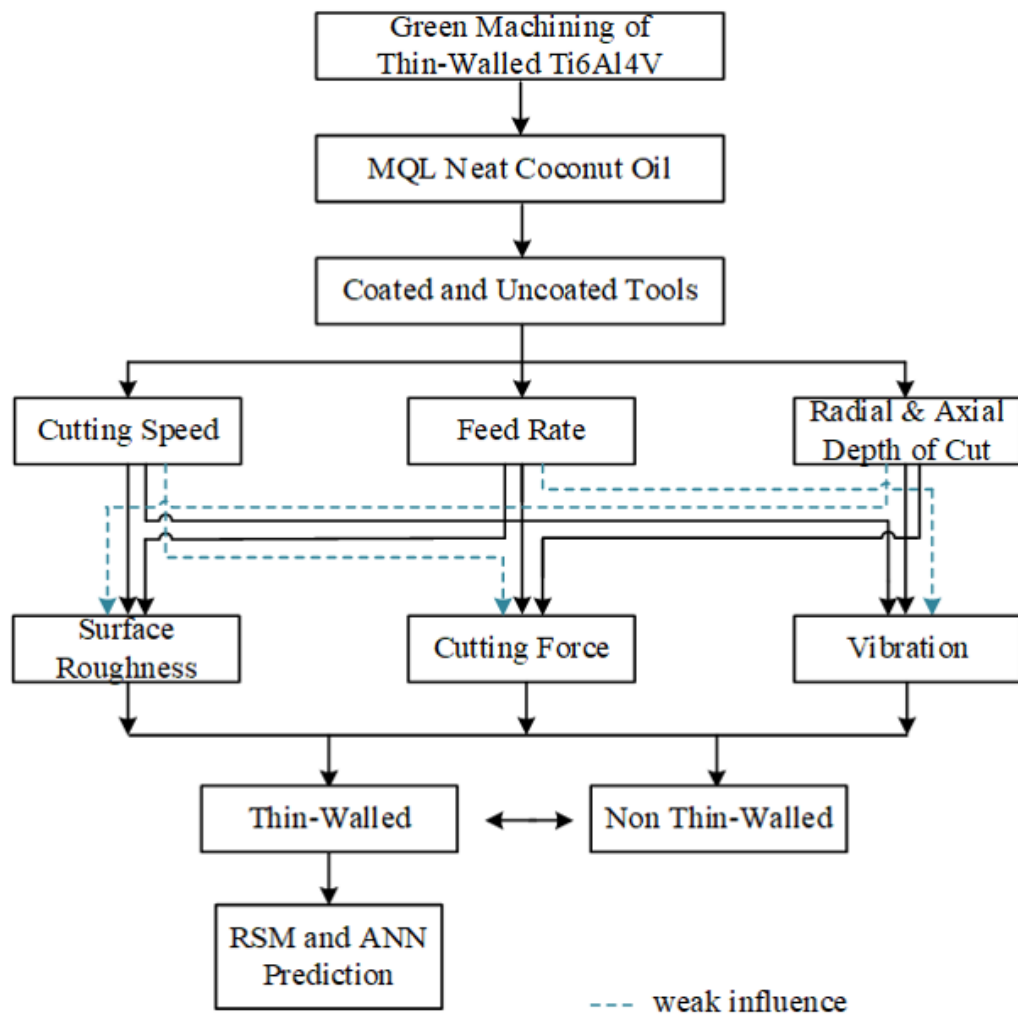 Green Machining of
Thin-Walled Ti6Al4V
MQL Neat Coconut Oil
Coated and Uncoated Tools
Cutting Speed
Feed Rate
Radial & Axial
Depth of Cut
Surface
Roughness
Cutting Force
Vibration
Thin-Walled
Non Thin-Walled
RSM and ANN
Prediction
weak influence